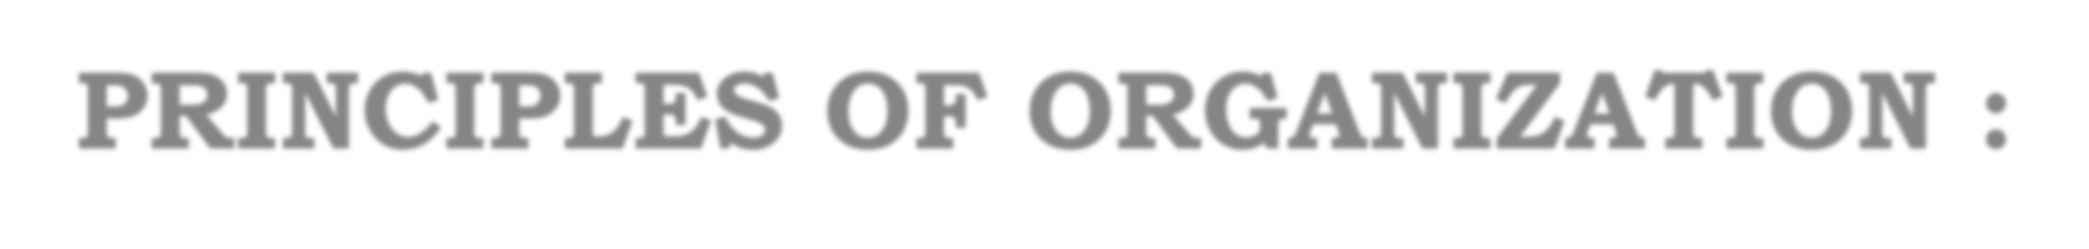 PRINCIPLES OF ORGANIZATION :